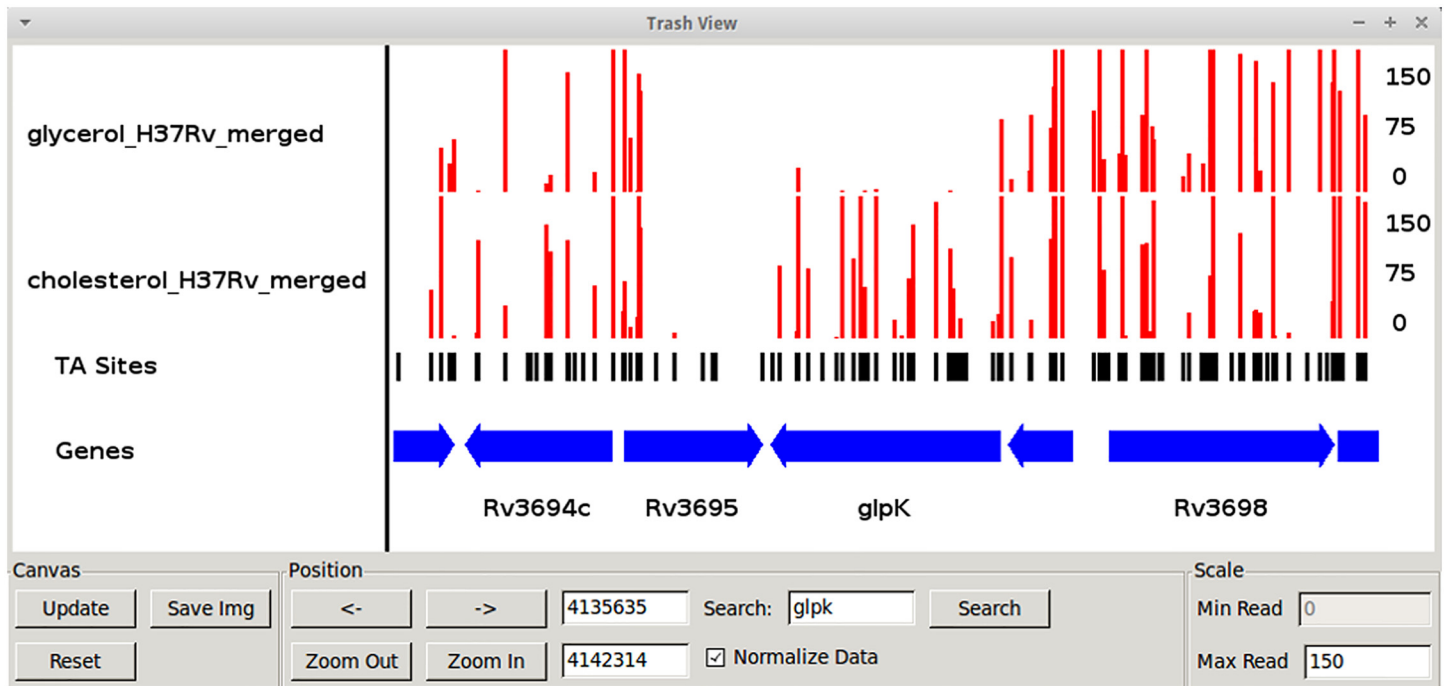 Trash View
glycerol_H37Rv_merged
150
75
0
cholesterol_H37Rv_merged
150
75
0
TA Sites
Genes
Rv3694c Rv3695 glpK Rv3698
Canvas Position Scale
Update Save Img <- -> 4135635 Search: glpk Search Min Read 0
Reset Zoom Out Zoom In 4142314 Normalize Data Max Read 150